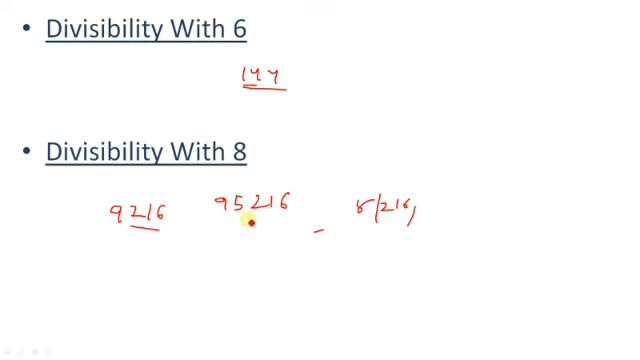 • Divisibility With 6
144
• Divisibility With 8
9216 95216 - 8/216,